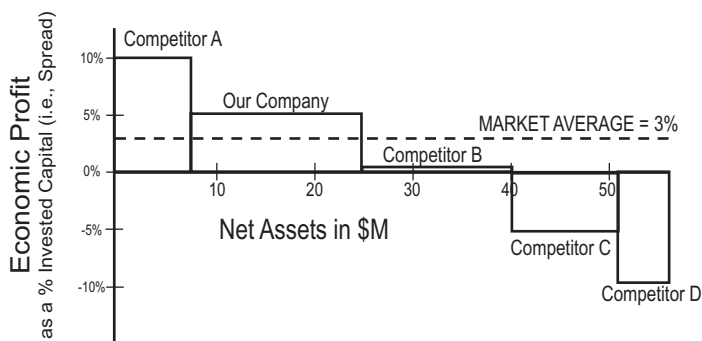 Economic Profit
as a % Invested Capital (i.e., Spread)
10%
5%
0%
-5%
-10%
Competitor A
Our Company
MARKET AVERAGE = 3%
Competitor B
10
20
30
40
50
Net Assets in $M
Competitor C
Competitor D